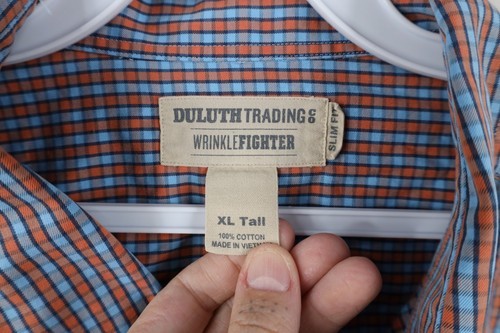 DULUTH TRADING CO
WRINKLEFIGHTER
SLIM FIT
XL Tall
100% COTTON
MADE IN VIETNAM